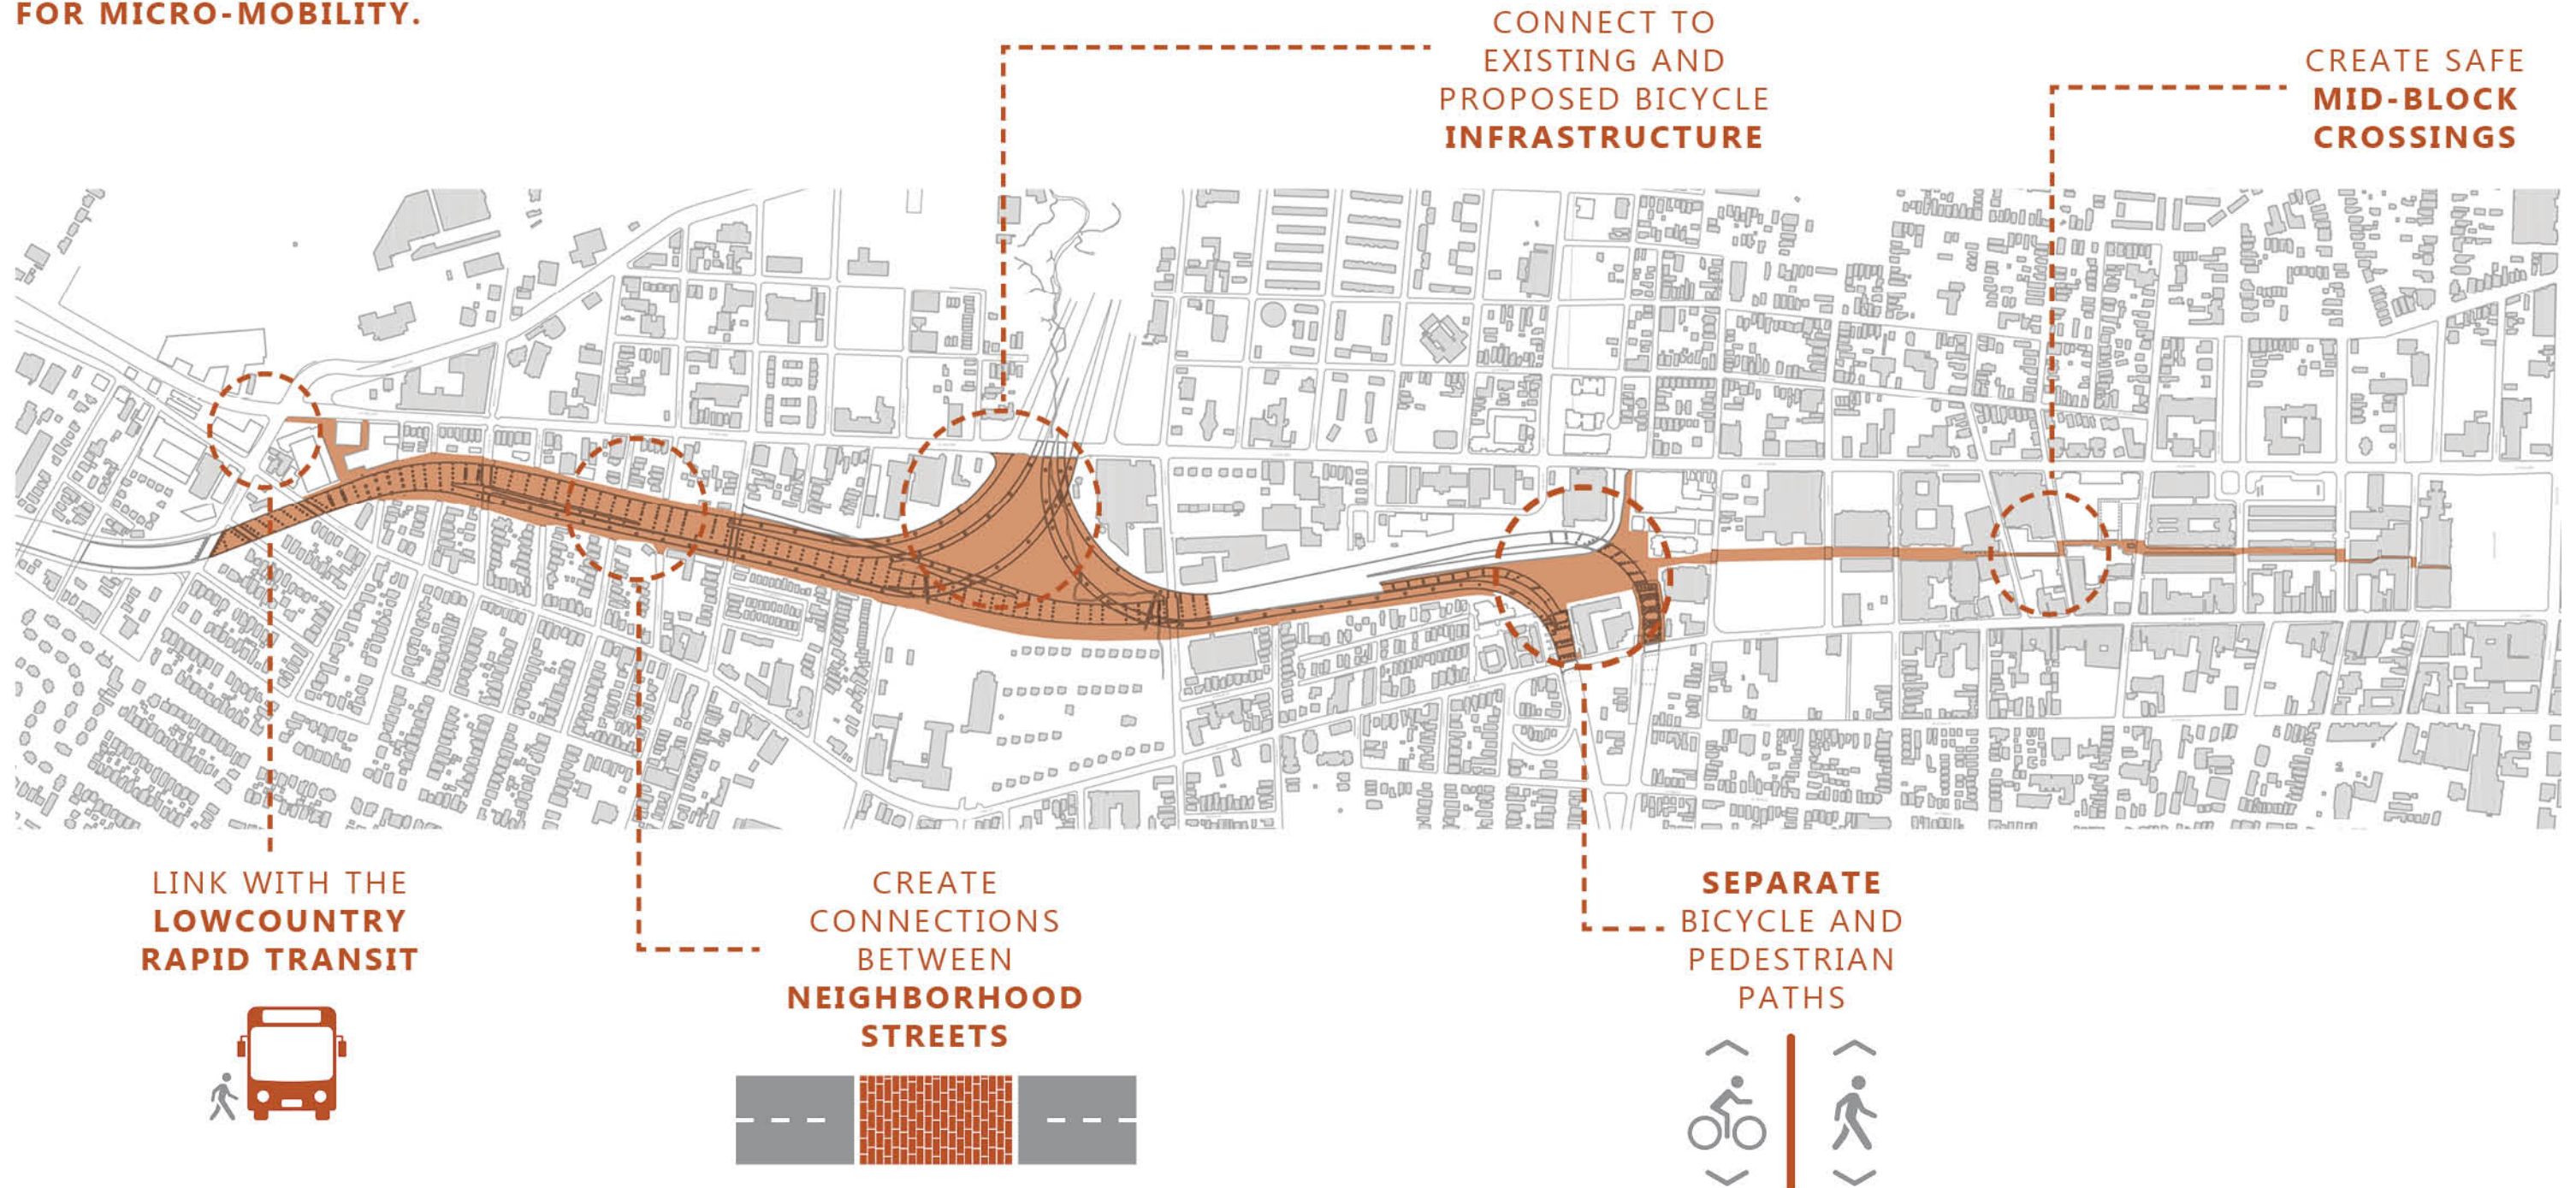 FOR MICRO-MOBILITY.
CONNECT TO
EXISTING AND
PROPOSED BICYCLE
INFRASTRUCTURE
CREATE SAFE
MID-BLOCK
CROSSINGS
LINK WITH THE
LOWCOUNTRY
RAPID TRANSIT
CREATE
CONNECTIONS
BETWEEN
NEIGHBORHOOD
STREETS
SEPARATE
BICYCLE AND
PEDESTRIAN
PATHS